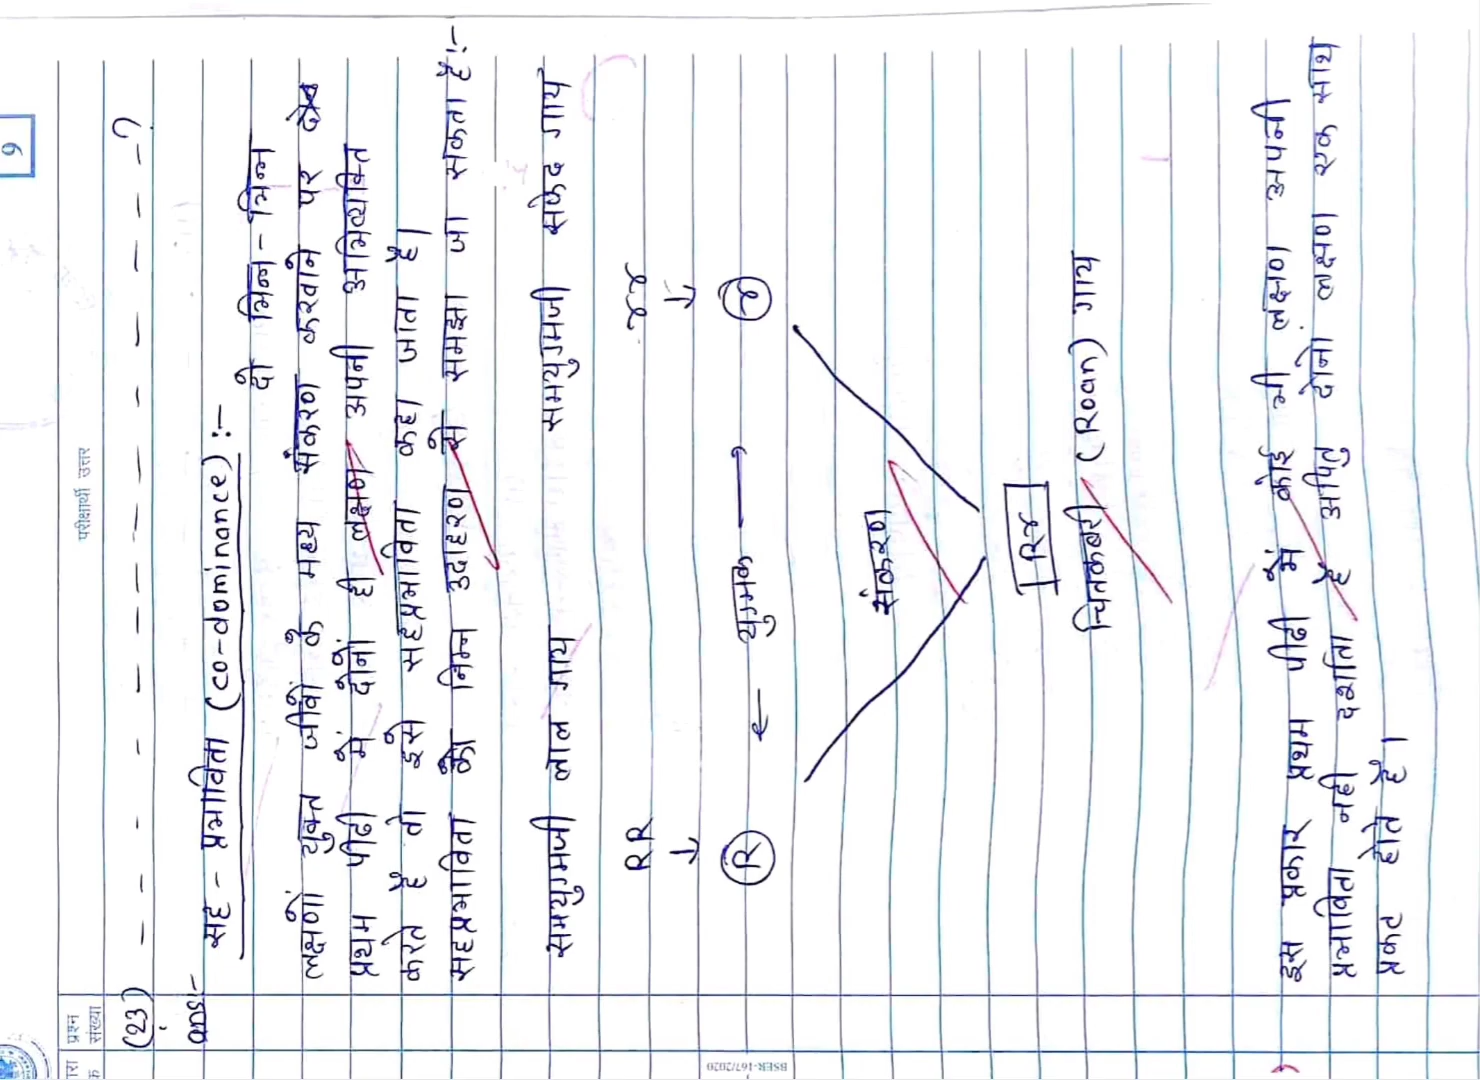 9
परीक्षार्थी उत्तर
प्रश्न
संख्या
(23) — — - - — — — — — — — — — — ?
ans:-
सह - प्रभाविता (co-dominance) :-
दो भिन्न - भिन्न
लक्षणों युक्त जीवों के मध्य संकरण करवाने पर
प्रथम पीढी में दोनों ही लक्षण अपनी अभिव्यक्ति
करते है तो इसे सहप्रभाविता कहा जाता है।
सहप्रभाविता को निम्न उदाहरण से समझा जा सकता है:-
समयुग्मजी लाल गाय समयुग्मजी सफेद गाय
RR rr
↓ ↓
R ← युग्मक → r
संकरण
Rr
चितकबरी (Roan) गाय
इस प्रकार प्रथम पीढी में कोई भी लक्षण अपनी
प्रभाविता नहीं दर्शाता है अपितु दोनो लक्षण एक साथ
प्रकट होते है।
BSER-167/2020